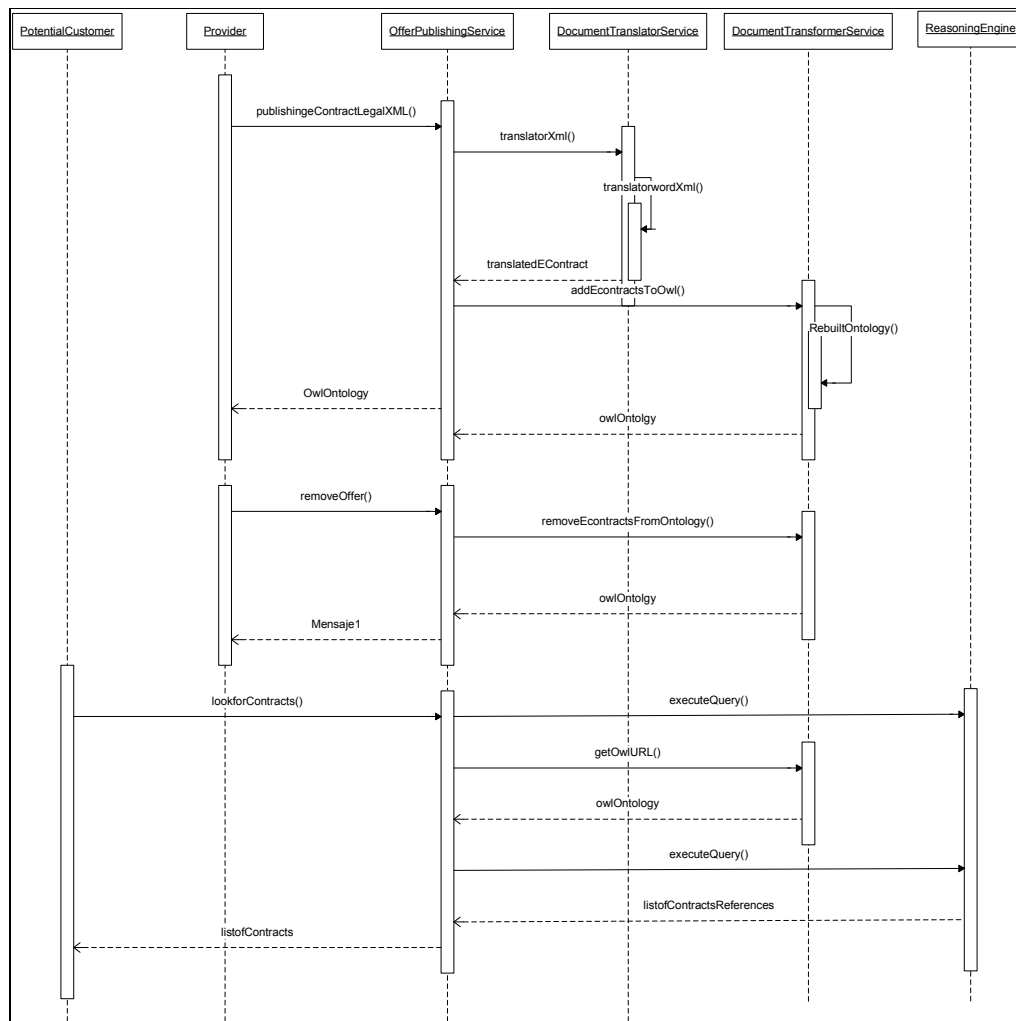 PotentialCustomer
Provider
OfferPublishingService
DocumentTranslatorService
DocumentTransformerService
ReasoningEngine
publishingeContractLegalXML()
translatorXml()
translatorwordXml()
translatedEContract
addEcontractsToOwl()
RebuiltOntology()
OwlOntology
owlOntolgy
removeOffer()
removeEcontractsFromOntology()
owlOntolgy
Mensaje1
lookforContracts()
executeQuery()
getOwlURL()
owlOntology
executeQuery()
listofContractsReferences
listofContracts